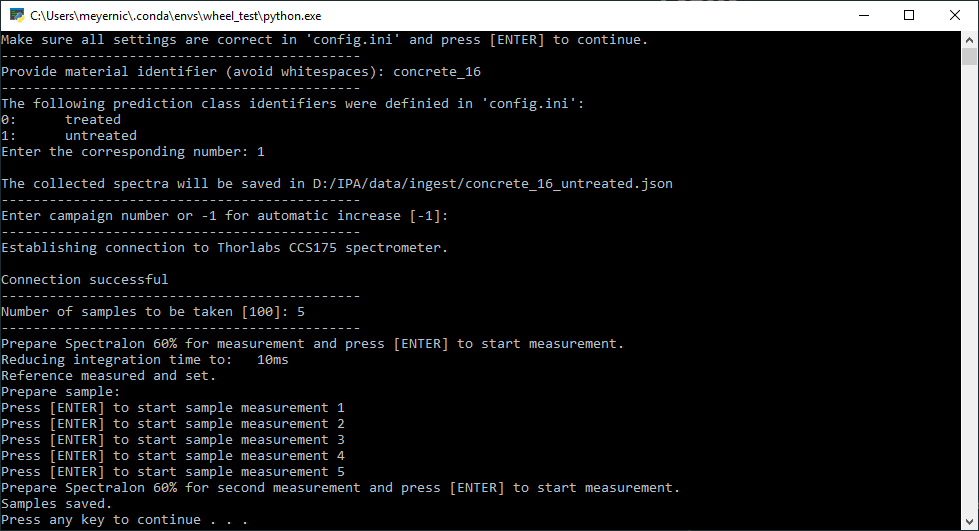 C:\Users\meyernic\.conda\envs\wheel_test\python.exe
Make sure all settings are correct in 'config.ini' and press [ENTER] to continue.
---------------------------------------------
Provide material identifier (avoid whitespaces): concrete_16
---------------------------------------------
The following prediction class identifiers were definied in 'config.ini':
0:      treated
1:      untreated
Enter the corresponding number: 1

The collected spectra will be saved in D:/IPA/data/ingest/concrete_16_untreated.json
---------------------------------------------
Enter campaign number or -1 for automatic increase [-1]:
---------------------------------------------
Establishing connection to Thorlabs CCS175 spectrometer.

Connection successful
---------------------------------------------
Number of samples to be taken [100]: 5
---------------------------------------------
Prepare Spectralon 60% for measurement and press [ENTER] to start measurement.
Reducing integration time to:   10ms
Reference measured and set.
Prepare sample:
Press [ENTER] to start sample measurement 1
Press [ENTER] to start sample measurement 2
Press [ENTER] to start sample measurement 3
Press [ENTER] to start sample measurement 4
Press [ENTER] to start sample measurement 5
Prepare Spectralon 60% for second measurement and press [ENTER] to start measurement.
Samples saved.
Press any key to continue . . .